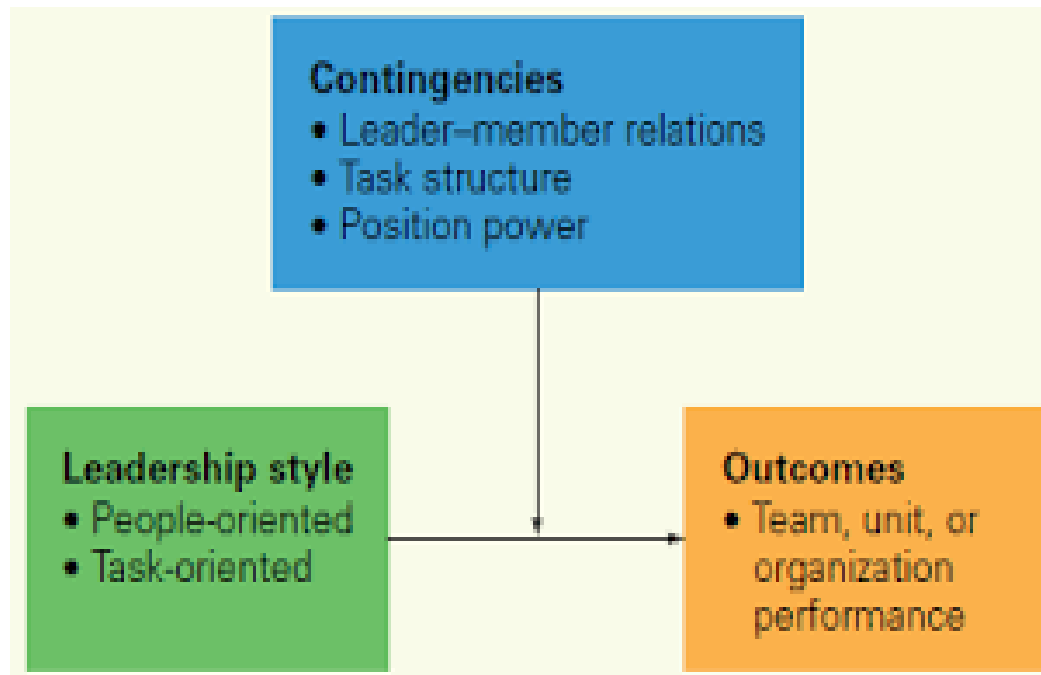 Contingencies
• Leader–member relations
• Task structure
• Position power
Leadership style
• People-oriented
• Task-oriented
Outcomes
• Team, unit, or
organization
performance